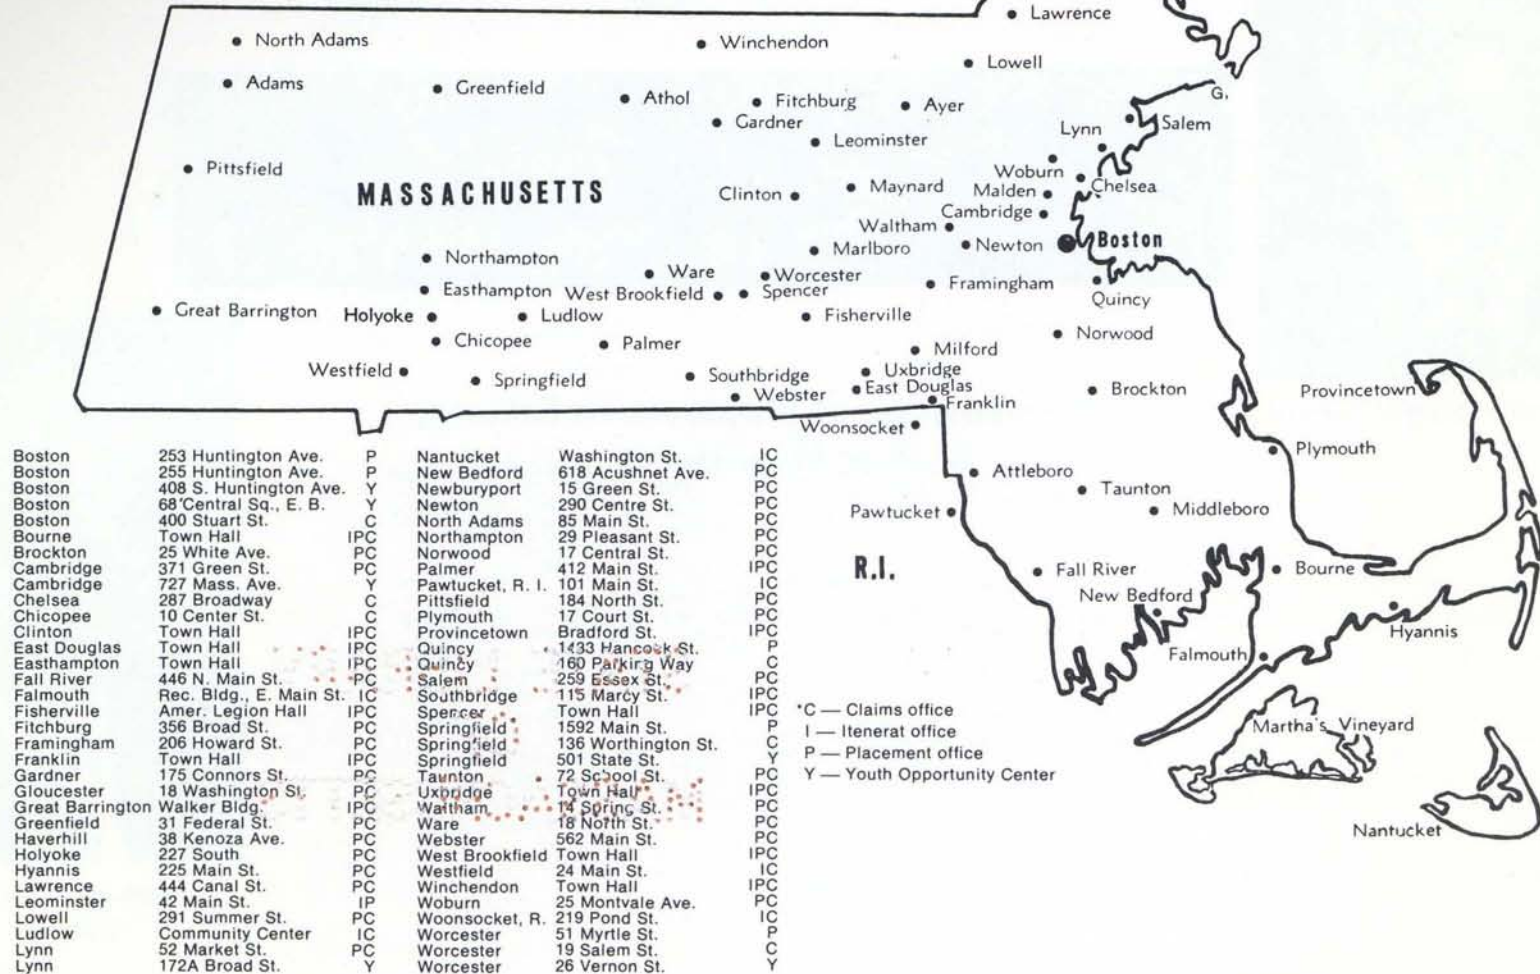 Lawrence
North Adams
Winchendon
Lowell
Adams
Greenfield
Athol
Fitchburg
Ayer
G,
Gardner
Lynn
Salem
Leominster
Pittsfield
Woburn
MASSACHUSETTS
Clinton
Maynard
Malden
Chelsea
Cambridge
Waltham
Marlboro
Newton
Boston
Northampton
Ware
Worcester
Easthampton
West Brookfield
Spencer
Framingham
Quincy
Great Barrington
Holyoke
Ludlow
Fisherville
Norwood
Chicopee
Palmer
Milford
Westfield
Springfield
Southbridge
Uxbridge
East Douglas
Webster
Franklin
Brockton
Provincetown
Woonsocket
Plymouth
Attleboro
Taunton
Pawtucket
Middleboro
R.I.
Fall River
Bourne
New Bedford
Hyannis
Falmouth
Martha's Vineyard
Nantucket
Boston 253 Huntington Ave. P
Boston 255 Huntington Ave. P
Boston 408 S. Huntington Ave. Y
Boston 68 Central Sq., E. B. Y
Boston 400 Stuart St. C
Bourne Town Hall IPC
Brockton 25 White Ave. PC
Cambridge 371 Green St. PC
Cambridge 727 Mass. Ave. Y
Chelsea 287 Broadway C
Chicopee 10 Center St. C
Clinton Town Hall IPC
East Douglas Town Hall IPC
Easthampton Town Hall IPC
Fall River 446 N. Main St. PC
Falmouth Rec. Bldg., E. Main St. IC
Fisherville Amer. Legion Hall IPC
Fitchburg 356 Broad St. PC
Framingham 206 Howard St. PC
Franklin Town Hall IPC
Gardner 175 Connors St. PC
Gloucester 18 Washington St. PC
Great Barrington Walker Bldg. IPC
Greenfield 31 Federal St. PC
Haverhill 38 Kenoza Ave. PC
Holyoke 227 South PC
Hyannis 225 Main St. PC
Lawrence 444 Canal St. PC
Leominster 42 Main St. IP
Lowell 291 Summer St. PC
Ludlow Community Center IC
Lynn 52 Market St. PC
Lynn 172A Broad St. Y
Nantucket Washington St. IC
New Bedford 618 Acushnet Ave. PC
Newburyport 15 Green St. PC
Newton 290 Centre St. PC
North Adams 85 Main St. PC
Northampton 29 Pleasant St. PC
Norwood 17 Central St. PC
Palmer 412 Main St. IPC
Pawtucket, R. I. 101 Main St. IC
Pittsfield 184 North St. PC
Plymouth 17 Court St. PC
Provincetown Bradford St. IPC
Quincy 1433 Hancock St. P
Quincy 160 Parking Way C
Salem 259 Essex St. PC
Southbridge 115 Marcy St. IPC
Spencer Town Hall IPC
Springfield 1592 Main St. P
Springfield 136 Worthington St. C
Springfield 501 State St. Y
Taunton 72 School St. PC
Uxbridge Town Hall IPC
Waltham 14 Spring St. PC
Ware 18 North St. PC
Webster 562 Main St. PC
West Brookfield Town Hall IPC
Westfield 24 Main St. IC
Winchendon Town Hall IPC
Woburn 25 Montvale Ave. PC
Woonsocket, R. 219 Pond St. IC
Worcester 51 Myrtle St. P
Worcester 19 Salem St. C
Worcester 26 Vernon St. Y
*C — Claims office
I — Itenerat office
P — Placement office
Y — Youth Opportunity Center